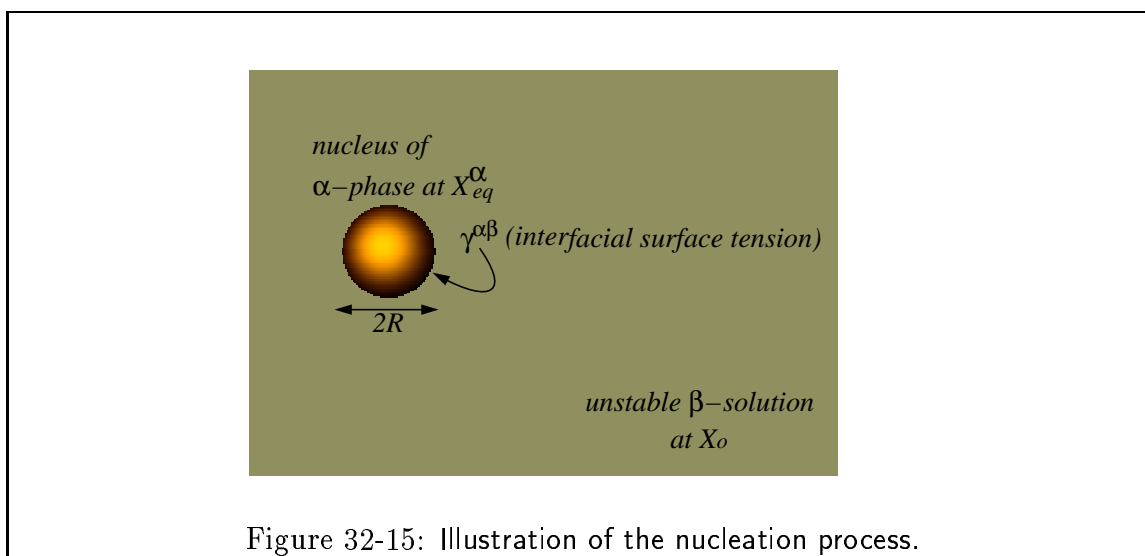 nucleus of
α−phase at X_eq^α
γ^αβ (interfacial surface tension)
2R
unstable β−solution
at Xo
Figure 32-15: Illustration of the nucleation process.